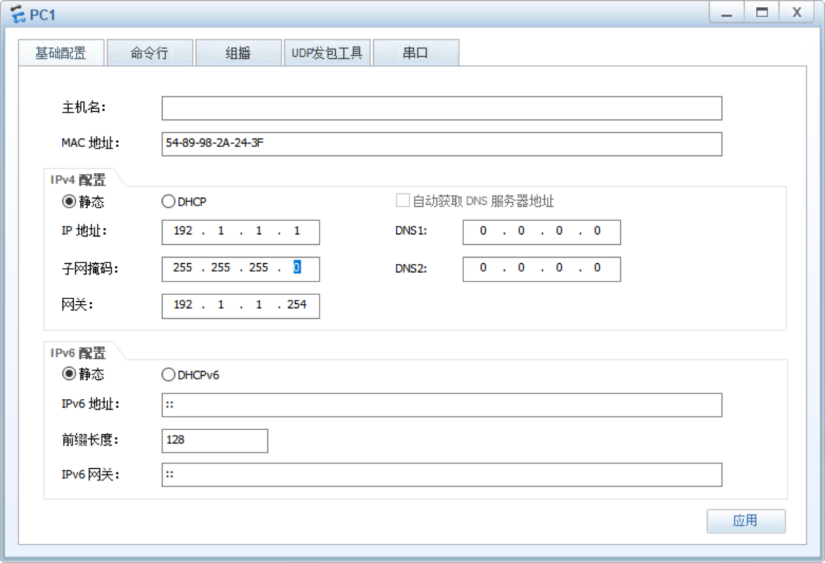 PC1
基础配置 命令行 组播 UDP发包工具 串口
主机名:
MAC 地址: 54-89-98-2A-24-3F
IPv4 配置
静态 DHCP 自动获取 DNS 服务器地址
IP 地址: 192 . 1 . 1 . 1 DNS1: 0 . 0 . 0 . 0
子网掩码: 255 . 255 . 255 . 0 DNS2: 0 . 0 . 0 . 0
网关: 192 . 1 . 1 . 254
IPv6 配置
静态 DHCPv6
IPv6 地址: ::
前缀长度: 128
IPv6 网关: ::
应用